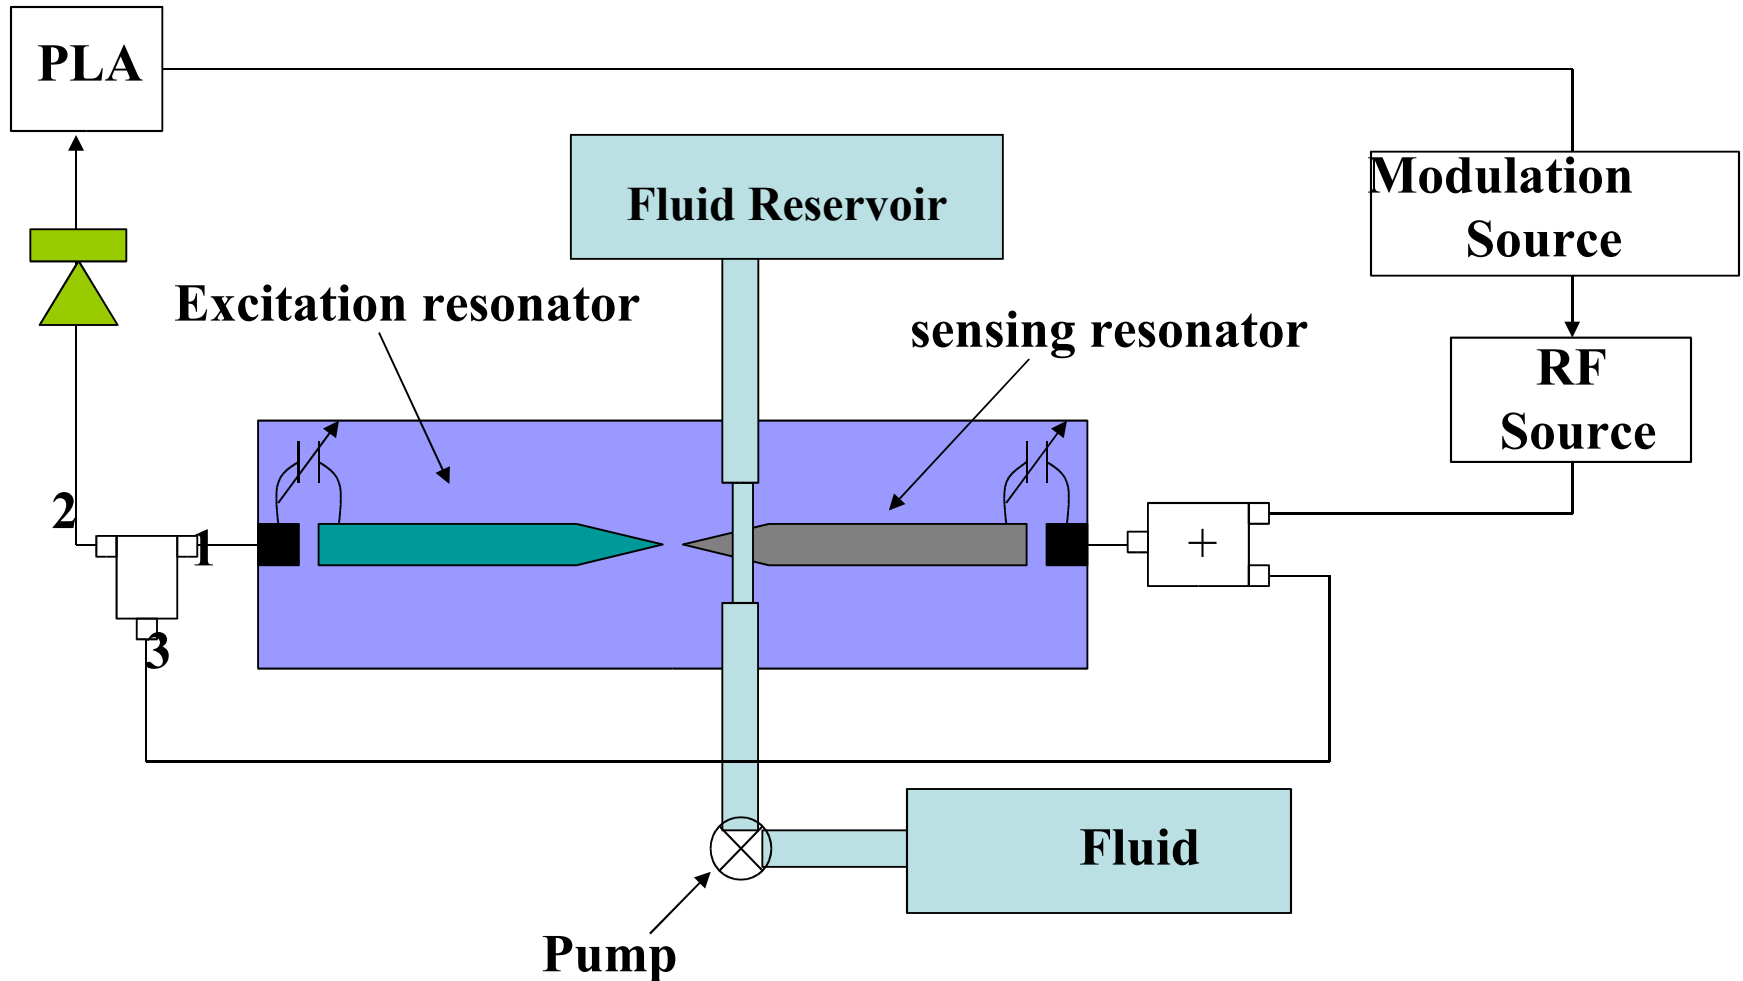 PLA
Modulation
Source
Fluid Reservoir
Excitation resonator
sensing resonator
RF
Source
2
1
+
3
Fluid
Pump